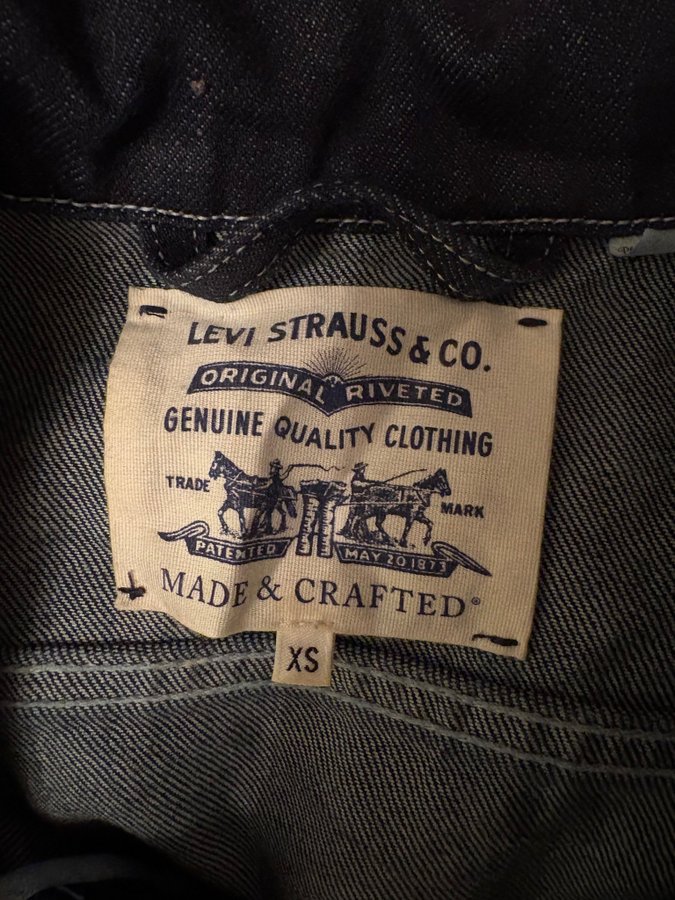 LEVI STRAUSS & CO.
ORIGINAL RIVETED
GENUINE QUALITY CLOTHING
TRADE MARK
PATENTED MAY 20 1873
MADE & CRAFTED®
XS